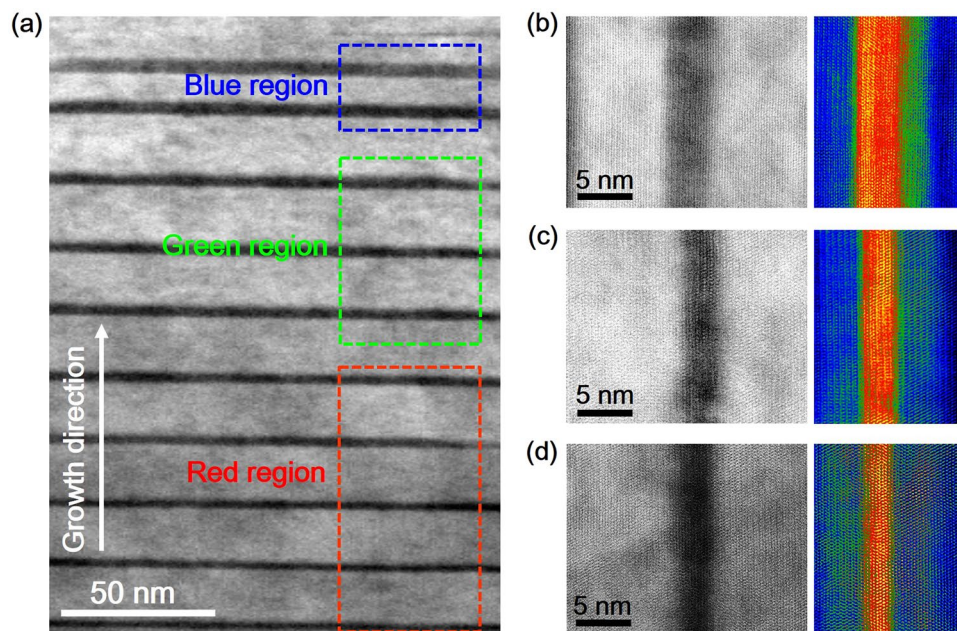 (a)
Blue region
Green region
Red region
Growth direction
50 nm
(b)
5 nm
(c)
5 nm
(d)
5 nm